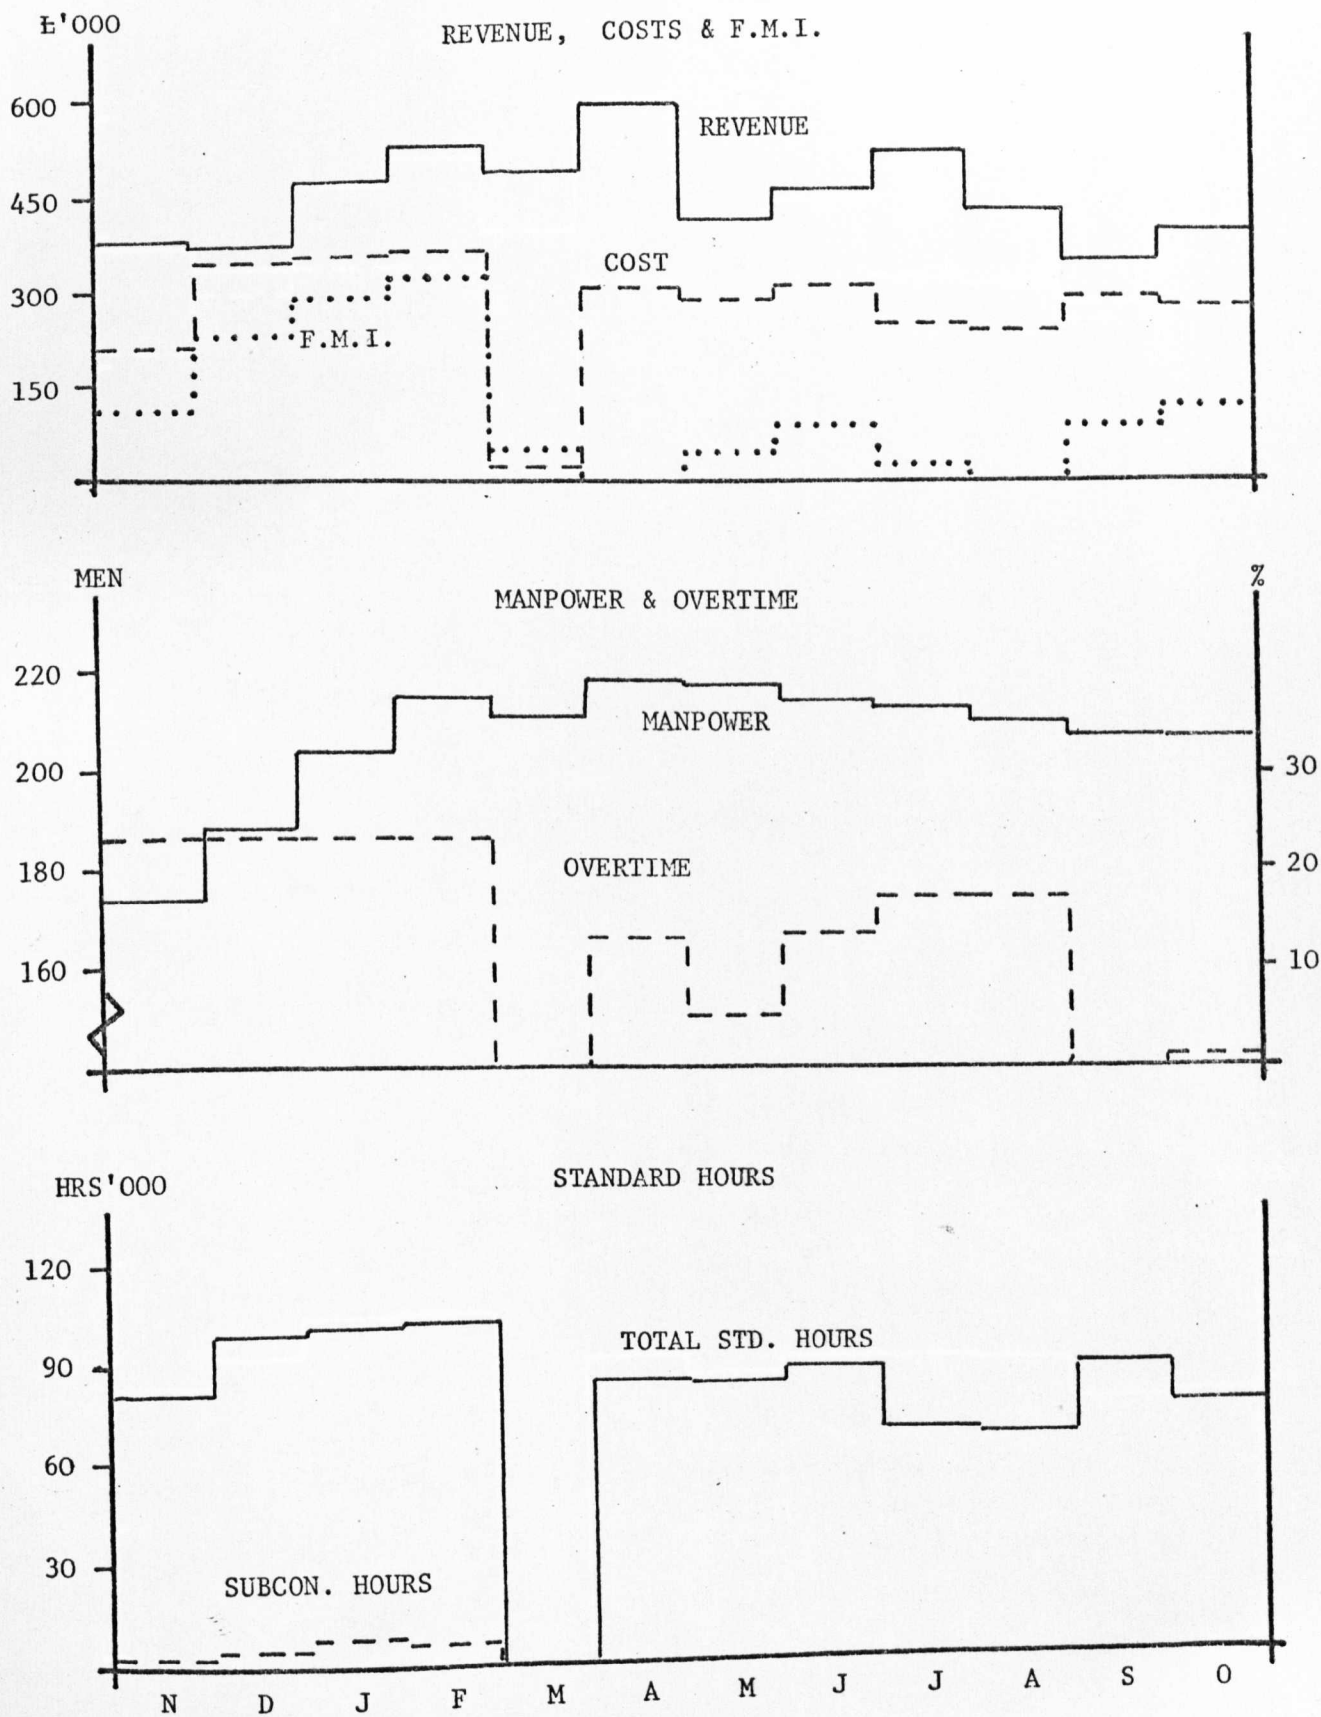 Ł'000
REVENUE, COSTS & F.M.I.
600
REVENUE
450
COST
300
F.M.I.
150
MEN
%
MANPOWER & OVERTIME
220
MANPOWER
200
30
OVERTIME
180
20
160
10
HRS'000
STANDARD HOURS
120
TOTAL STD. HOURS
90
60
30
SUBCON. HOURS
N D J F M A M J J A S O